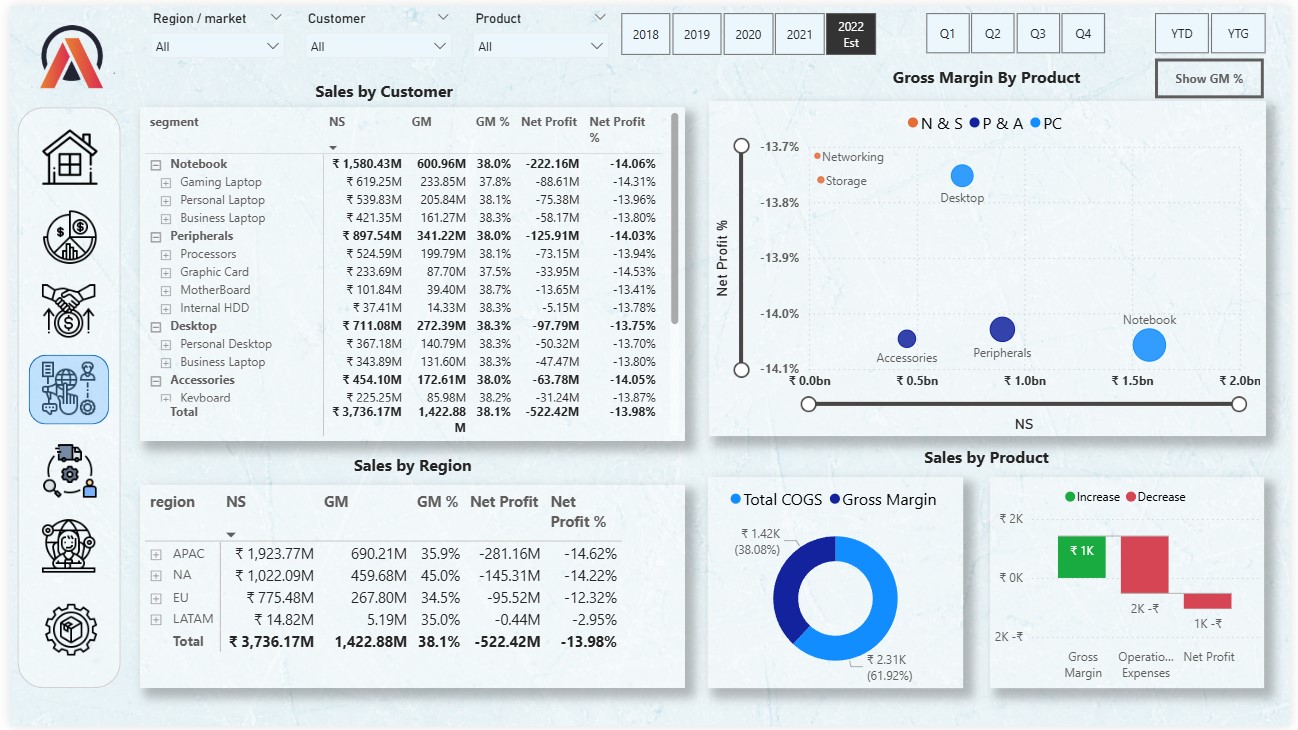 Region / market Customer Product
All All All
2018 2019 2020 2021 2022 Est
Q1 Q2 Q3 Q4
YTD YTG
Show GM %
Sales by Customer
segment NS GM GM % Net Profit Net Profit %
Notebook ₹ 1,580.43M 600.96M 38.0% -222.16M -14.06%
Gaming Laptop ₹ 619.25M 233.85M 37.8% -88.61M -14.31%
Personal Laptop ₹ 539.83M 205.84M 38.1% -75.38M -13.96%
Business Laptop ₹ 421.35M 161.27M 38.3% -58.17M -13.80%
Peripherals ₹ 897.54M 341.22M 38.0% -125.91M -14.03%
Processors ₹ 524.59M 199.79M 38.1% -73.15M -13.94%
Graphic Card ₹ 233.69M 87.70M 37.5% -33.95M -14.53%
MotherBoard ₹ 101.84M 39.40M 38.7% -13.65M -13.41%
Internal HDD ₹ 37.41M 14.33M 38.3% -5.15M -13.78%
Desktop ₹ 711.08M 272.39M 38.3% -97.79M -13.75%
Personal Desktop ₹ 367.18M 140.79M 38.3% -50.32M -13.70%
Business Laptop ₹ 343.89M 131.60M 38.3% -47.47M -13.80%
Accessories ₹ 454.10M 172.61M 38.0% -63.78M -14.05%
Keyboard ₹ 225.25M 85.98M 38.2% -31.24M -13.87%
Total ₹ 3,736.17M 1,422.88 M 38.1% -522.42M -13.98%
Gross Margin By Product
N & S P & A PC
Net Profit %
-13.7%
-13.8%
-13.9%
-14.0%
-14.1%
Networking
Storage
Desktop
Notebook
Accessories
Peripherals
₹ 0.0bn ₹ 0.5bn ₹ 1.0bn ₹ 1.5bn ₹ 2.0bn
NS
Sales by Region
region NS GM GM % Net Profit Net Profit %
APAC ₹ 1,923.77M 690.21M 35.9% -281.16M -14.62%
NA ₹ 1,022.09M 459.68M 45.0% -145.31M -14.22%
EU ₹ 775.48M 267.80M 34.5% -95.52M -12.32%
LATAM ₹ 14.82M 5.19M 35.0% -0.44M -2.95%
Total ₹ 3,736.17M 1,422.88M 38.1% -522.42M -13.98%
Sales by Product
Total COGS Gross Margin
₹ 1.42K
(38.08%)
₹ 2.31K
(61.92%)
Increase Decrease
₹ 2K
₹ 0K
2K -₹
₹ 1K
2K -₹
1K -₹
Gross Margin
Operatio... Expenses
Net Profit